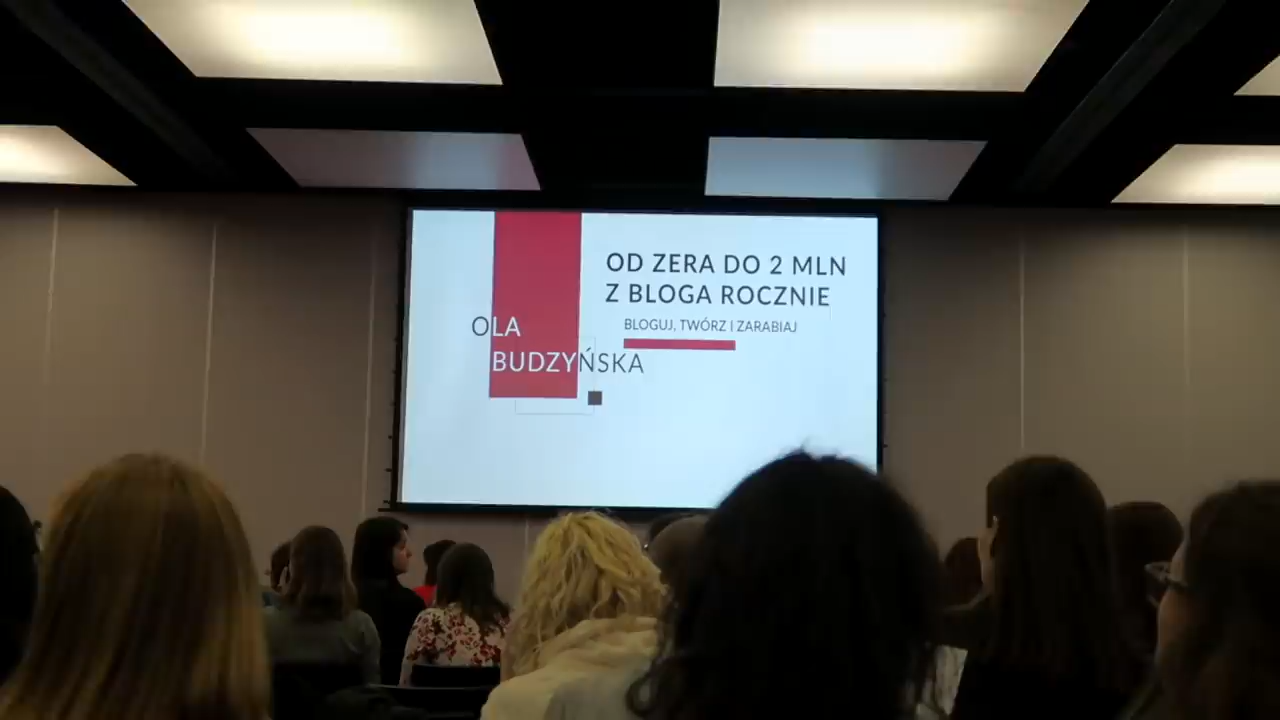 OD ZERA DO 2 MLN
Z BLOGA ROCZNIE
BLOGUJ, TWÓRZ I ZARABIAJ
OLA
BUDZYŃSKA